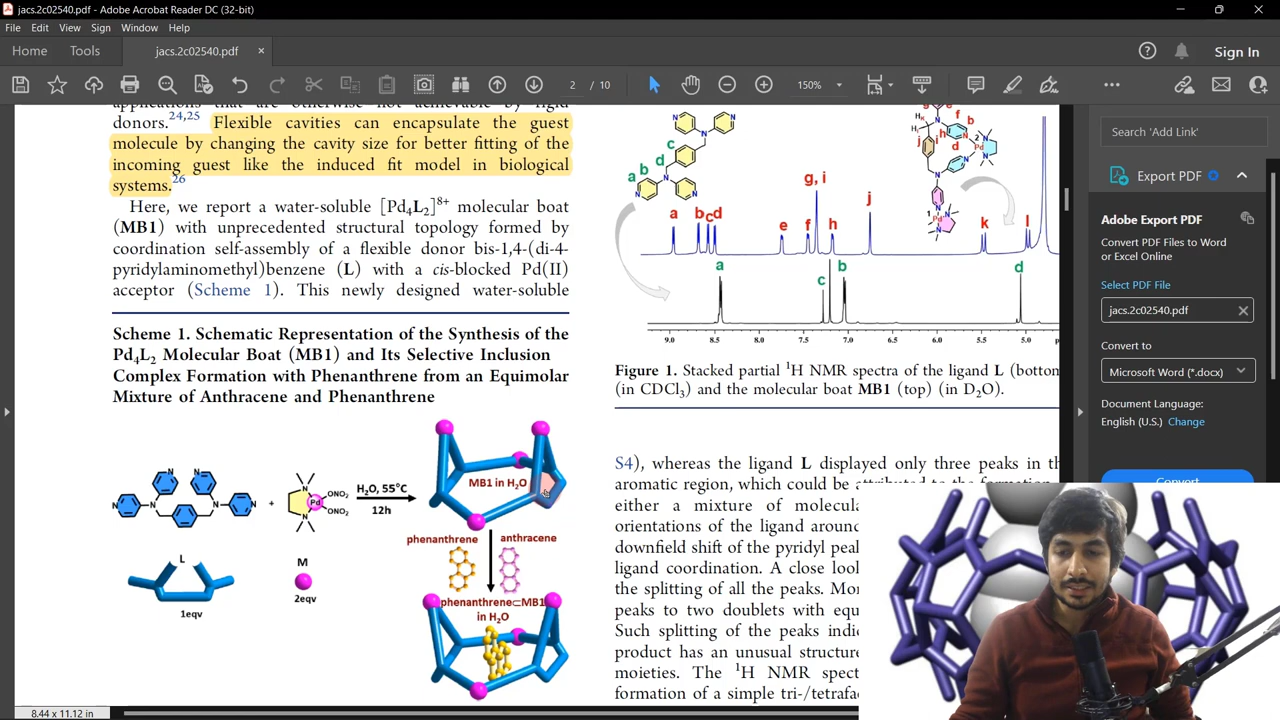 jacs.2c02540.pdf - Adobe Acrobat Reader DC (32-bit)
File Edit View Sign Window Help
Home Tools jacs.2c02540.pdf × Sign In
2 / 10 150%
donors.24,25 Flexible cavities can encapsulate the guest
molecule by changing the cavity size for better fitting of the
incoming guest like the induced fit model in biological
systems.26
Here, we report a water-soluble [Pd4L2]8+ molecular boat
(MB1) with unprecedented structural topology formed by
coordination self-assembly of a flexible donor bis-1,4-(di-4-
pyridylaminomethyl)benzene (L) with a cis-blocked Pd(II)
acceptor (Scheme 1). This newly designed water-soluble
Scheme 1. Schematic Representation of the Synthesis of the
Pd4L2 Molecular Boat (MB1) and Its Selective Inclusion
Complex Formation with Phenanthrene from an Equimolar
Mixture of Anthracene and Phenanthrene
N N N N N N
+
N N Pd ONO2 ONO2
H2O, 55°C
12h
MB1 in H2O
L
1eqv
M
2eqv
phenanthrene anthracene
phenanthrene⊂MB1
in H2O
a b c d
a b c d e f g, i h j k l
a c b d
9.0 8.5 8.0 7.5 7.0 6.5 6.0 5.5 5.0
Figure 1. Stacked partial 1H NMR spectra of the ligand L (bottom
(in CDCl3) and the molecular boat MB1 (top) (in D2O).
S4), whereas the ligand L displayed only three peaks in th
aromatic region, which could be
either a mixture of molecula
orientations of the ligand around
downfield shift of the pyridyl peal
ligand coordination. A close look
the splitting of all the peaks. Mor
peaks to two doublets with equ
Such splitting of the peaks indic
product has an unusual structure
moieties. The 1H NMR spect
formation of a simple tri-/tetrafac
Search 'Add Link'
Export PDF
Adobe Export PDF
Convert PDF Files to Word
or Excel Online
Select PDF File
jacs.2c02540.pdf
Convert to
Microsoft Word (*.docx)
Document Language:
English (U.S.) Change
Convert
8.44 x 11.12 in